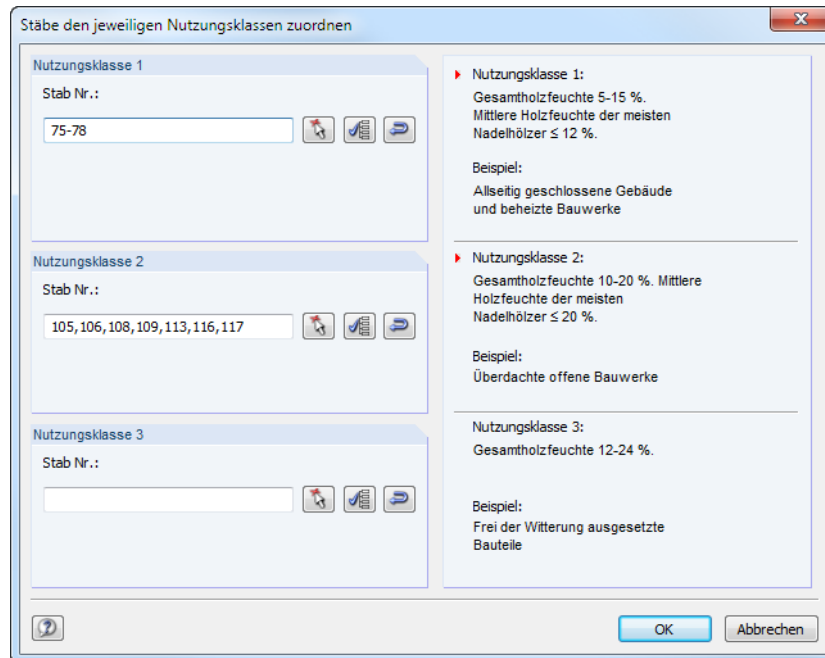 Stäbe den jeweiligen Nutzungsklassen zuordnen
Nutzungsklasse 1
Stab Nr.:
75-78
Nutzungsklasse 2
Stab Nr.:
105,106,108,109,113,116,117
Nutzungsklasse 3
Stab Nr.:
Nutzungsklasse 1:
Gesamtholzfeuchte 5-15 %.
Mittlere Holzfeuchte der meisten
Nadelhölzer ≤ 12 %.
Beispiel:
Allseitig geschlossene Gebäude
und beheizte Bauwerke
Nutzungsklasse 2:
Gesamtholzfeuchte 10-20 %. Mittlere
Holzfeuchte der meisten
Nadelhölzer ≤ 20 %.
Beispiel:
Überdachte offene Bauwerke
Nutzungsklasse 3:
Gesamtholzfeuchte 12-24 %.
Beispiel:
Frei der Witterung ausgesetzte
Bauteile
OK
Abbrechen